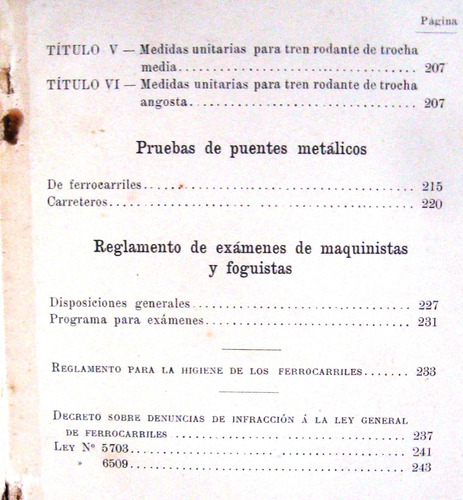 Página
TÍTULO V — Medidas unitarias para tren rodante de trocha
media........................................ 207
TÍTULO VI — Medidas unitarias para tren rodante de trocha
angosta...................................... 207
Pruebas de puentes metálicos
De ferrocarriles........................................ 215
Carreteros.............................................. 220
Reglamento de exámenes de maquinistas
y foguistas
Disposiciones generales................................. 227
Programa para exámenes.................................. 231
REGLAMENTO PARA LA HIGIENE DE LOS FERROCARRILES....... 233
DECRETO SOBRE DENUNCIAS DE INFRACCIÓN Á LA LEY GENERAL
DE FERROCARRILES .................................... 237
LEY Nº 5703............................................ 241
» 6509............................................ 243